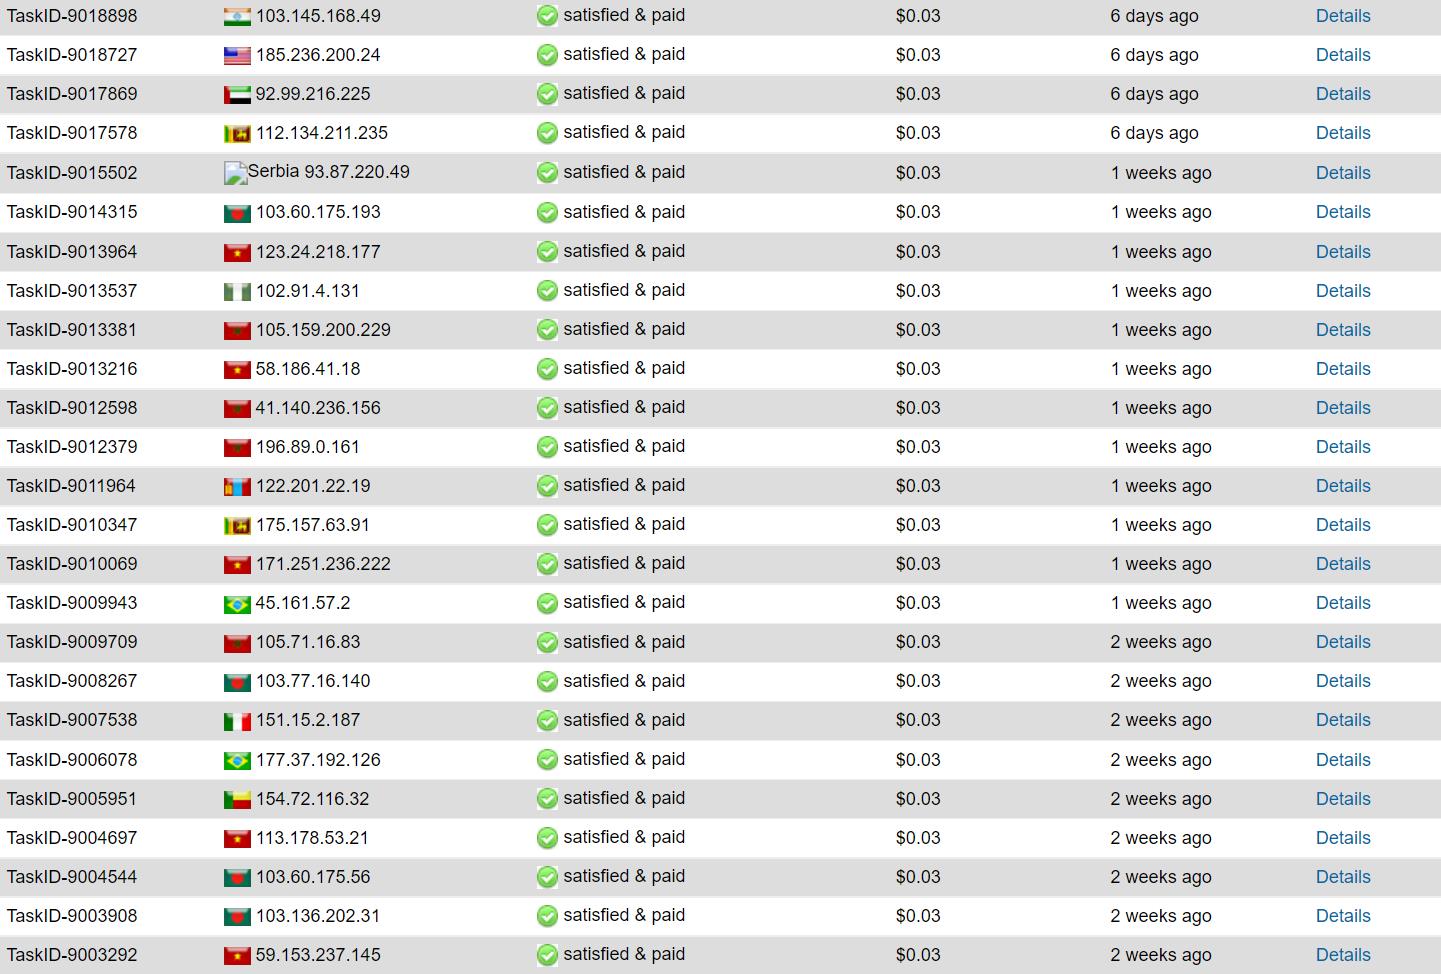 TaskID-9018898 103.145.168.49 satisfied & paid $0.03 6 days ago Details
TaskID-9018727 185.236.200.24 satisfied & paid $0.03 6 days ago Details
TaskID-9017869 92.99.216.225 satisfied & paid $0.03 6 days ago Details
TaskID-9017578 112.134.211.235 satisfied & paid $0.03 6 days ago Details
TaskID-9015502 Serbia 93.87.220.49 satisfied & paid $0.03 1 weeks ago Details
TaskID-9014315 103.60.175.193 satisfied & paid $0.03 1 weeks ago Details
TaskID-9013964 123.24.218.177 satisfied & paid $0.03 1 weeks ago Details
TaskID-9013537 102.91.4.131 satisfied & paid $0.03 1 weeks ago Details
TaskID-9013381 105.159.200.229 satisfied & paid $0.03 1 weeks ago Details
TaskID-9013216 58.186.41.18 satisfied & paid $0.03 1 weeks ago Details
TaskID-9012598 41.140.236.156 satisfied & paid $0.03 1 weeks ago Details
TaskID-9012379 196.89.0.161 satisfied & paid $0.03 1 weeks ago Details
TaskID-9011964 122.201.22.19 satisfied & paid $0.03 1 weeks ago Details
TaskID-9010347 175.157.63.91 satisfied & paid $0.03 1 weeks ago Details
TaskID-9010069 171.251.236.222 satisfied & paid $0.03 1 weeks ago Details
TaskID-9009943 45.161.57.2 satisfied & paid $0.03 1 weeks ago Details
TaskID-9009709 105.71.16.83 satisfied & paid $0.03 2 weeks ago Details
TaskID-9008267 103.77.16.140 satisfied & paid $0.03 2 weeks ago Details
TaskID-9007538 151.15.2.187 satisfied & paid $0.03 2 weeks ago Details
TaskID-9006078 177.37.192.126 satisfied & paid $0.03 2 weeks ago Details
TaskID-9005951 154.72.116.32 satisfied & paid $0.03 2 weeks ago Details
TaskID-9004697 113.178.53.21 satisfied & paid $0.03 2 weeks ago Details
TaskID-9004544 103.60.175.56 satisfied & paid $0.03 2 weeks ago Details
TaskID-9003908 103.136.202.31 satisfied & paid $0.03 2 weeks ago Details
TaskID-9003292 59.153.237.145 satisfied & paid $0.03 2 weeks ago Details